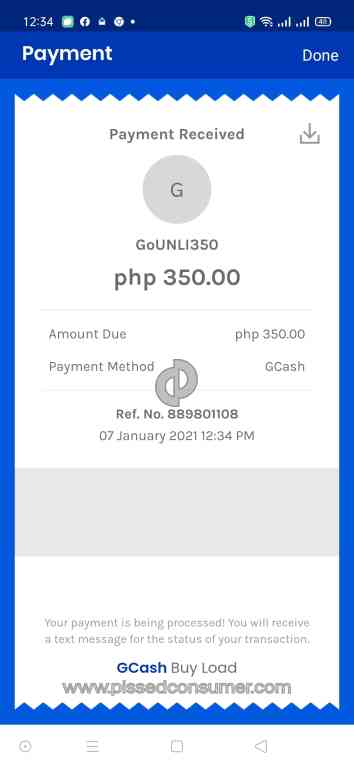 12:34
48
Payment
Done
Payment Received
G
GoUNLI350
php 350.00
Amount Due php 350.00
Payment Method GCash
Ref. No. 889801108
07 January 2021 12:34 PM
Your payment is being processed! You will receive
a text message for the status of your transaction.
GCash Buy Load
www.pissedconsumer.com